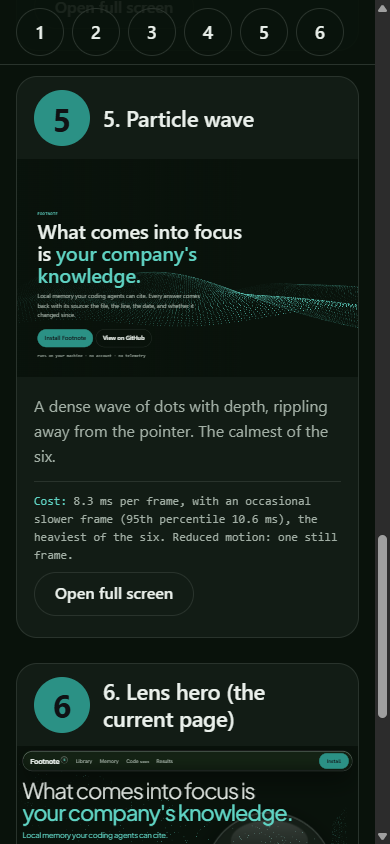 Open full screen
1 2 3 4 5 6
5 5. Particle wave
FOOTNOTE
What comes into focus
is your company's
knowledge.
Local memory your coding agents can cite. Every answer comes
back with its source: the file, the line, the date, and whether it
changed since.
Install Footnote View on GitHub
runs on your machine · no account · no telemetry
A dense wave of dots with depth, rippling
away from the pointer. The calmest of the
six.
Cost: 8.3 ms per frame, with an occasional
slower frame (95th percentile 10.6 ms), the
heaviest of the six. Reduced motion: one still
frame.
Open full screen
6 6. Lens hero (the
current page)
Footnote Library Memory Code Results Install
What comes into focus is
your company's knowledge.
Local memory your coding agents can cite.